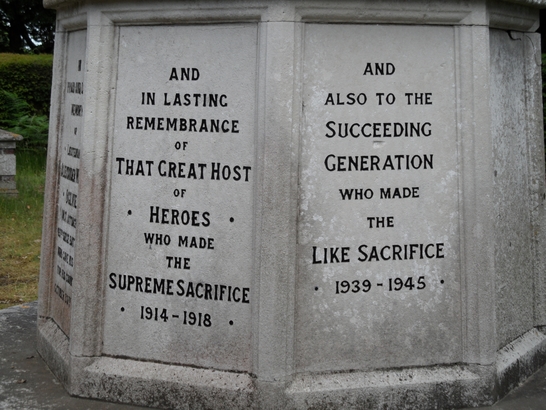 AND
IN LASTING
REMEMBRANCE
OF
THAT GREAT HOST
OF
· HEROES ·
WHO MADE
THE
SUPREME SACRIFICE
· 1914-1918 ·
AND
ALSO TO THE
SUCCEEDING
GENERATION
WHO MADE
THE
LIKE SACRIFICE
· 1939-1945 ·